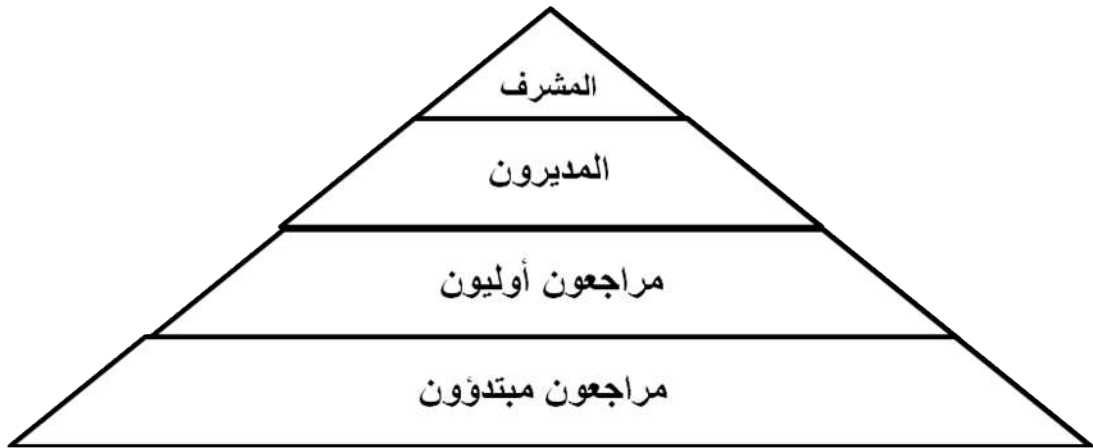 المشرف
المديرون
مراجعون أوليون
مراجعون مبتدؤون